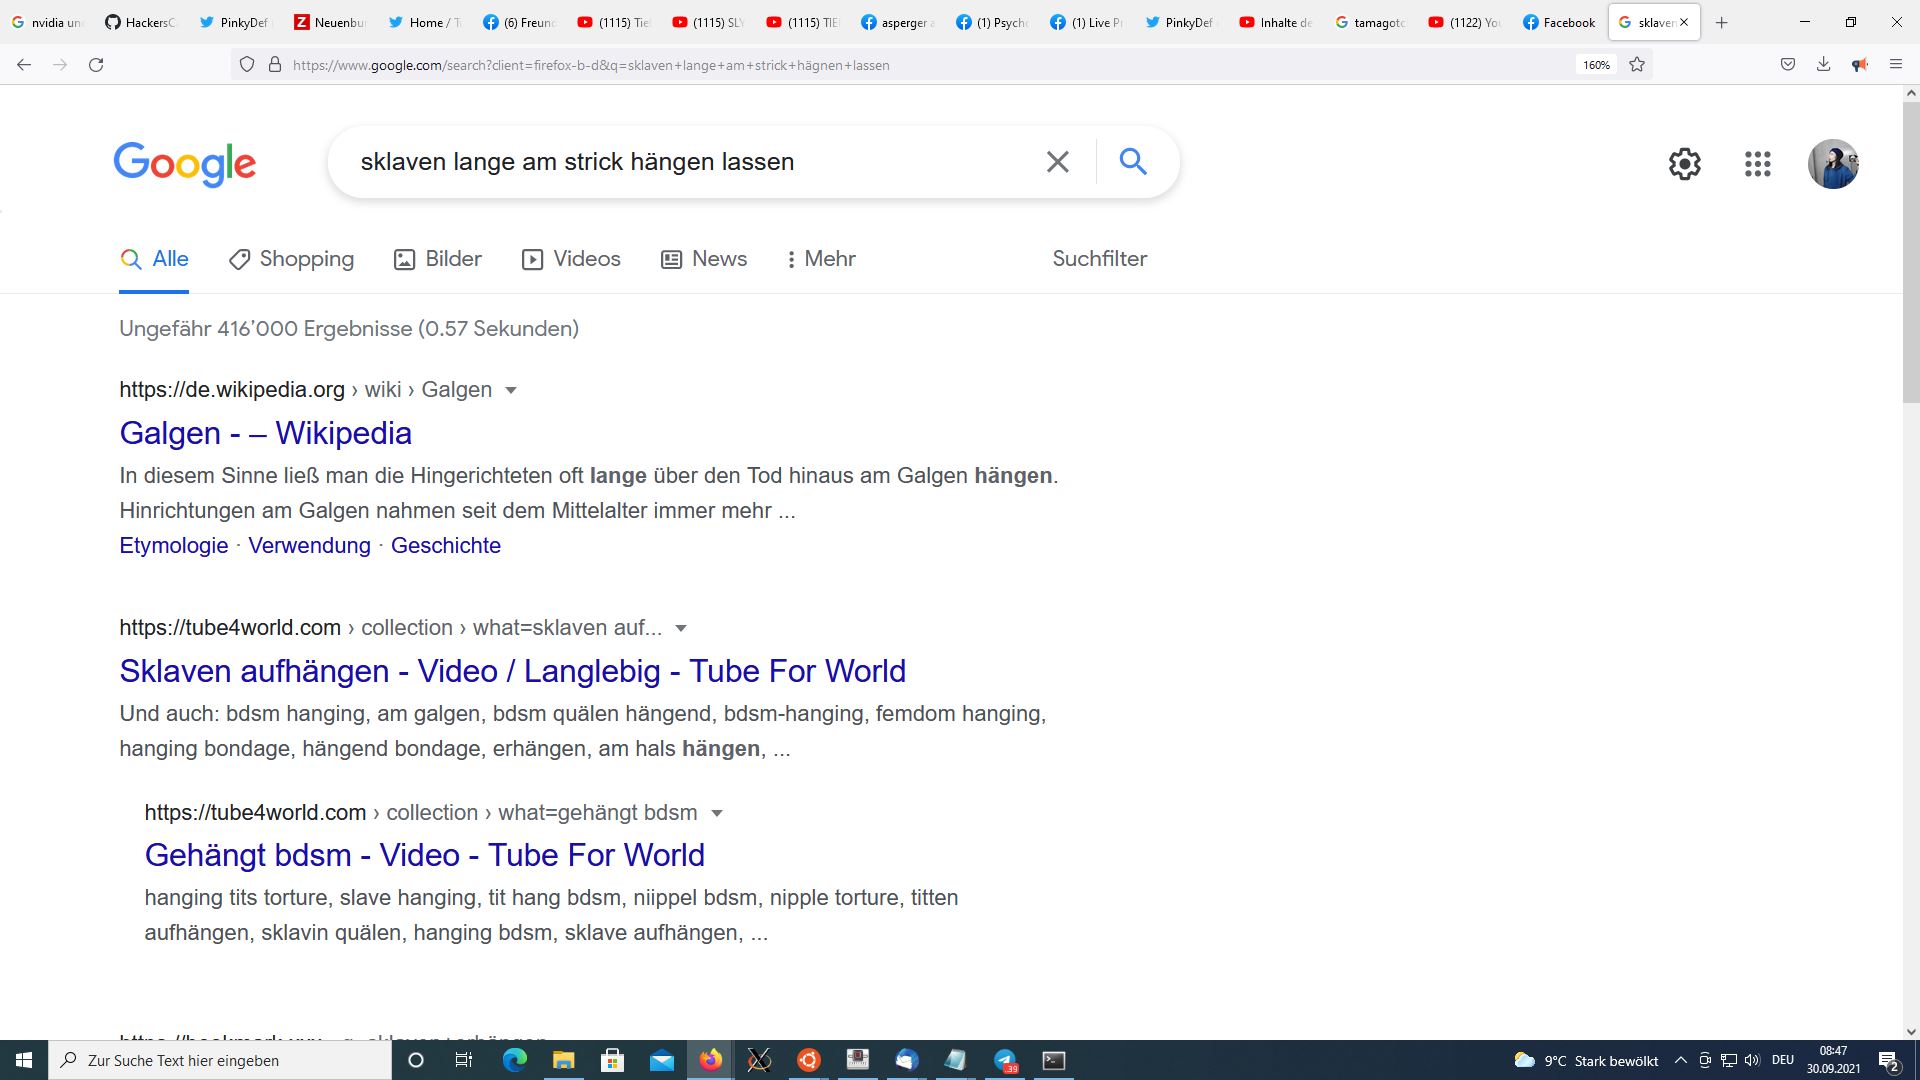 nvidia un
HackersC
PinkyDef
Neuenbu
Home / T
(6) Freun
(1115) Tie
(1115) SLY
(1115) TIE
asperger a
(1) Psych
(1) Live P
PinkyDef
Inhalte de
tamagotc
(1122) Yo
Facebook
sklaven
https://www.google.com/search?client=firefox-b-d&q=sklaven+lange+am+strick+hägnen+lassen
160%
Google
sklaven lange am strick hängen lassen
Alle
Shopping
Bilder
Videos
News
Mehr
Suchfilter
Ungefähr 416’000 Ergebnisse (0.57 Sekunden)
https://de.wikipedia.org › wiki › Galgen
Galgen - – Wikipedia
In diesem Sinne ließ man die Hingerichteten oft lange über den Tod hinaus am Galgen hängen.
Hinrichtungen am Galgen nahmen seit dem Mittelalter immer mehr ...
Etymologie · Verwendung · Geschichte
https://tube4world.com › collection › what=sklaven auf...
Sklaven aufhängen - Video / Langlebig - Tube For World
Und auch: bdsm hanging, am galgen, bdsm quälen hängend, bdsm-hanging, femdom hanging,
hanging bondage, hängend bondage, erhängen, am hals hängen, ...
https://tube4world.com › collection › what=gehängt bdsm
Gehängt bdsm - Video - Tube For World
hanging tits torture, slave hanging, tit hang bdsm, niippel bdsm, nipple torture, titten
aufhängen, sklavin quälen, hanging bdsm, sklave aufhängen, ...
Zur Suche Text hier eingeben
39
9°C Stark bewölkt
DEU
08:47
30.09.2021
2